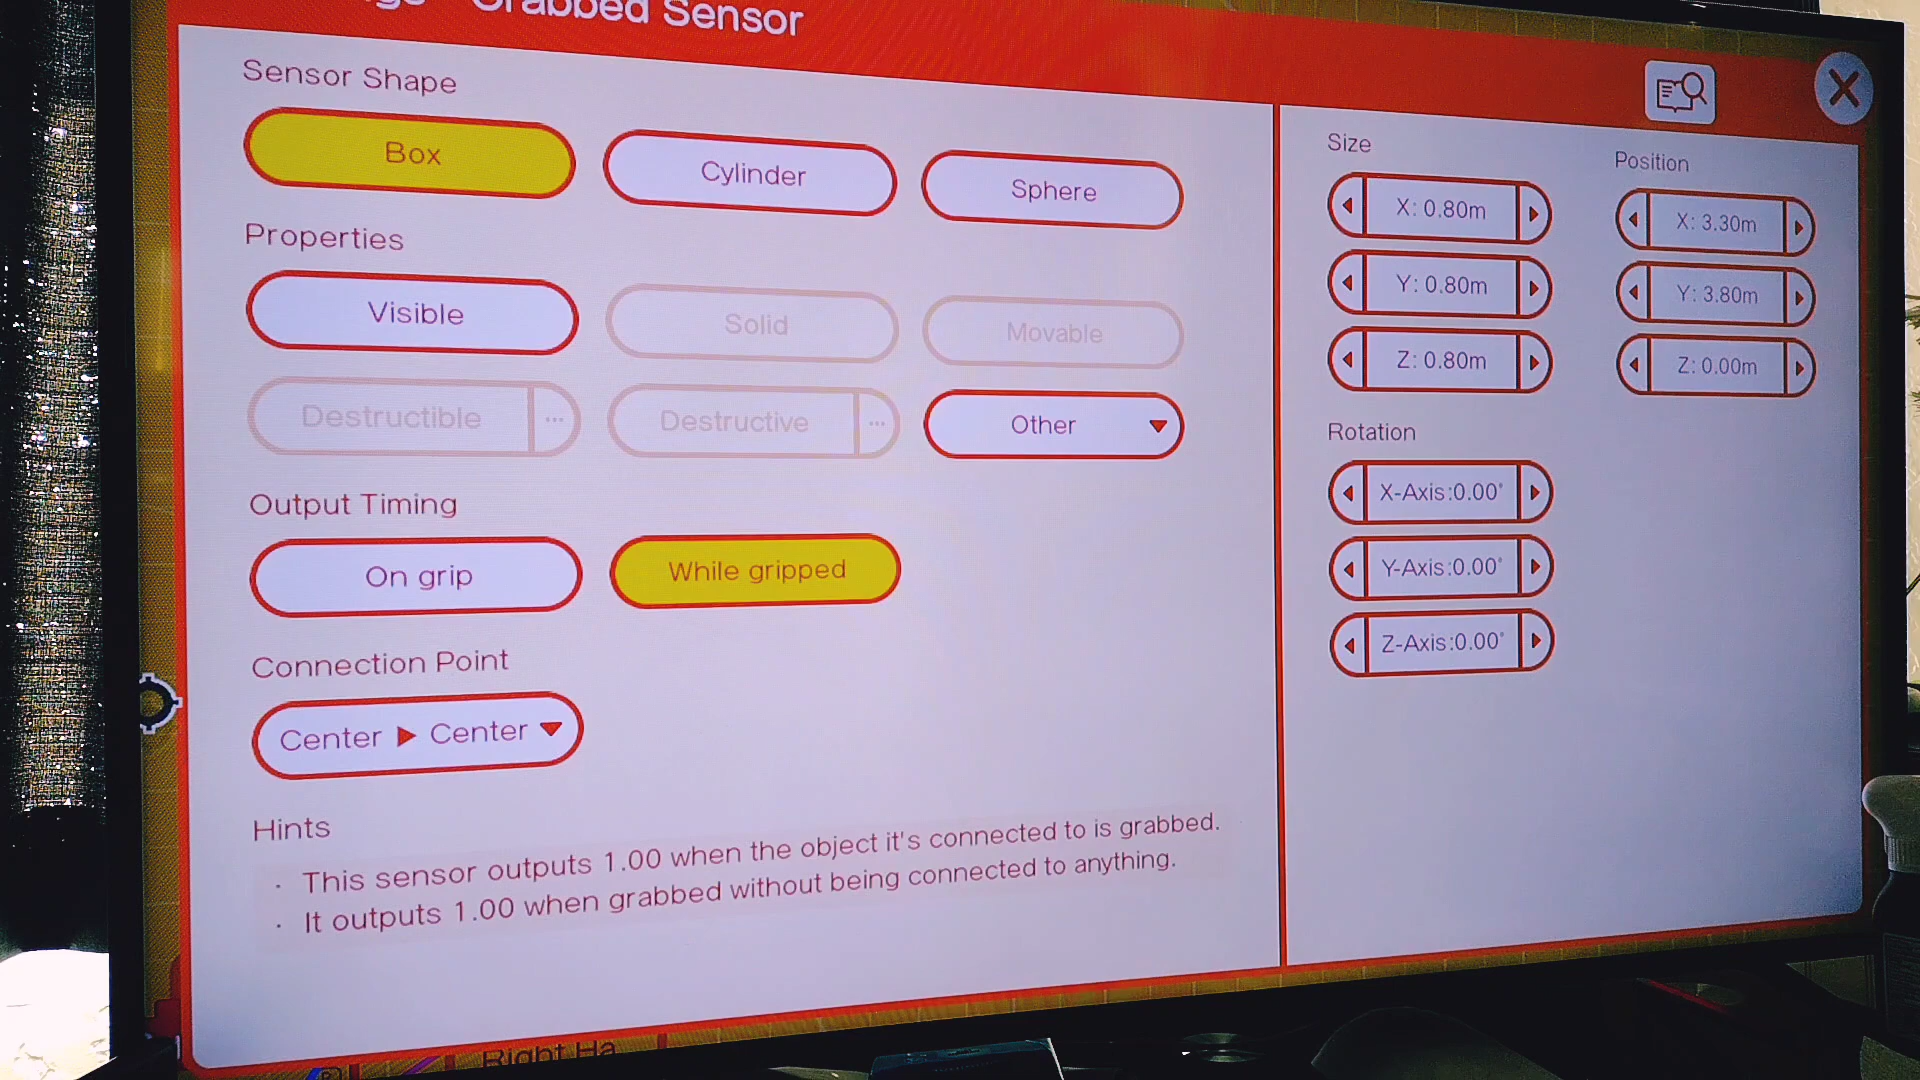 Grabbed Sensor
Sensor Shape
Box
Cylinder
Sphere
Properties
Visible
Solid
Movable
Destructible ...
Destructive ...
Other
Output Timing
On grip
While gripped
Connection Point
Center ▶ Center
Hints
· This sensor outputs 1.00 when the object it's connected to is grabbed.
· It outputs 1.00 when grabbed without being connected to anything.
Size
X: 0.80m
Y: 0.80m
Z: 0.80m
Position
X: 3.30m
Y: 3.80m
Z: 0.00m
Rotation
X-Axis:0.00°
Y-Axis:0.00°
Z-Axis:0.00°
Right Ha